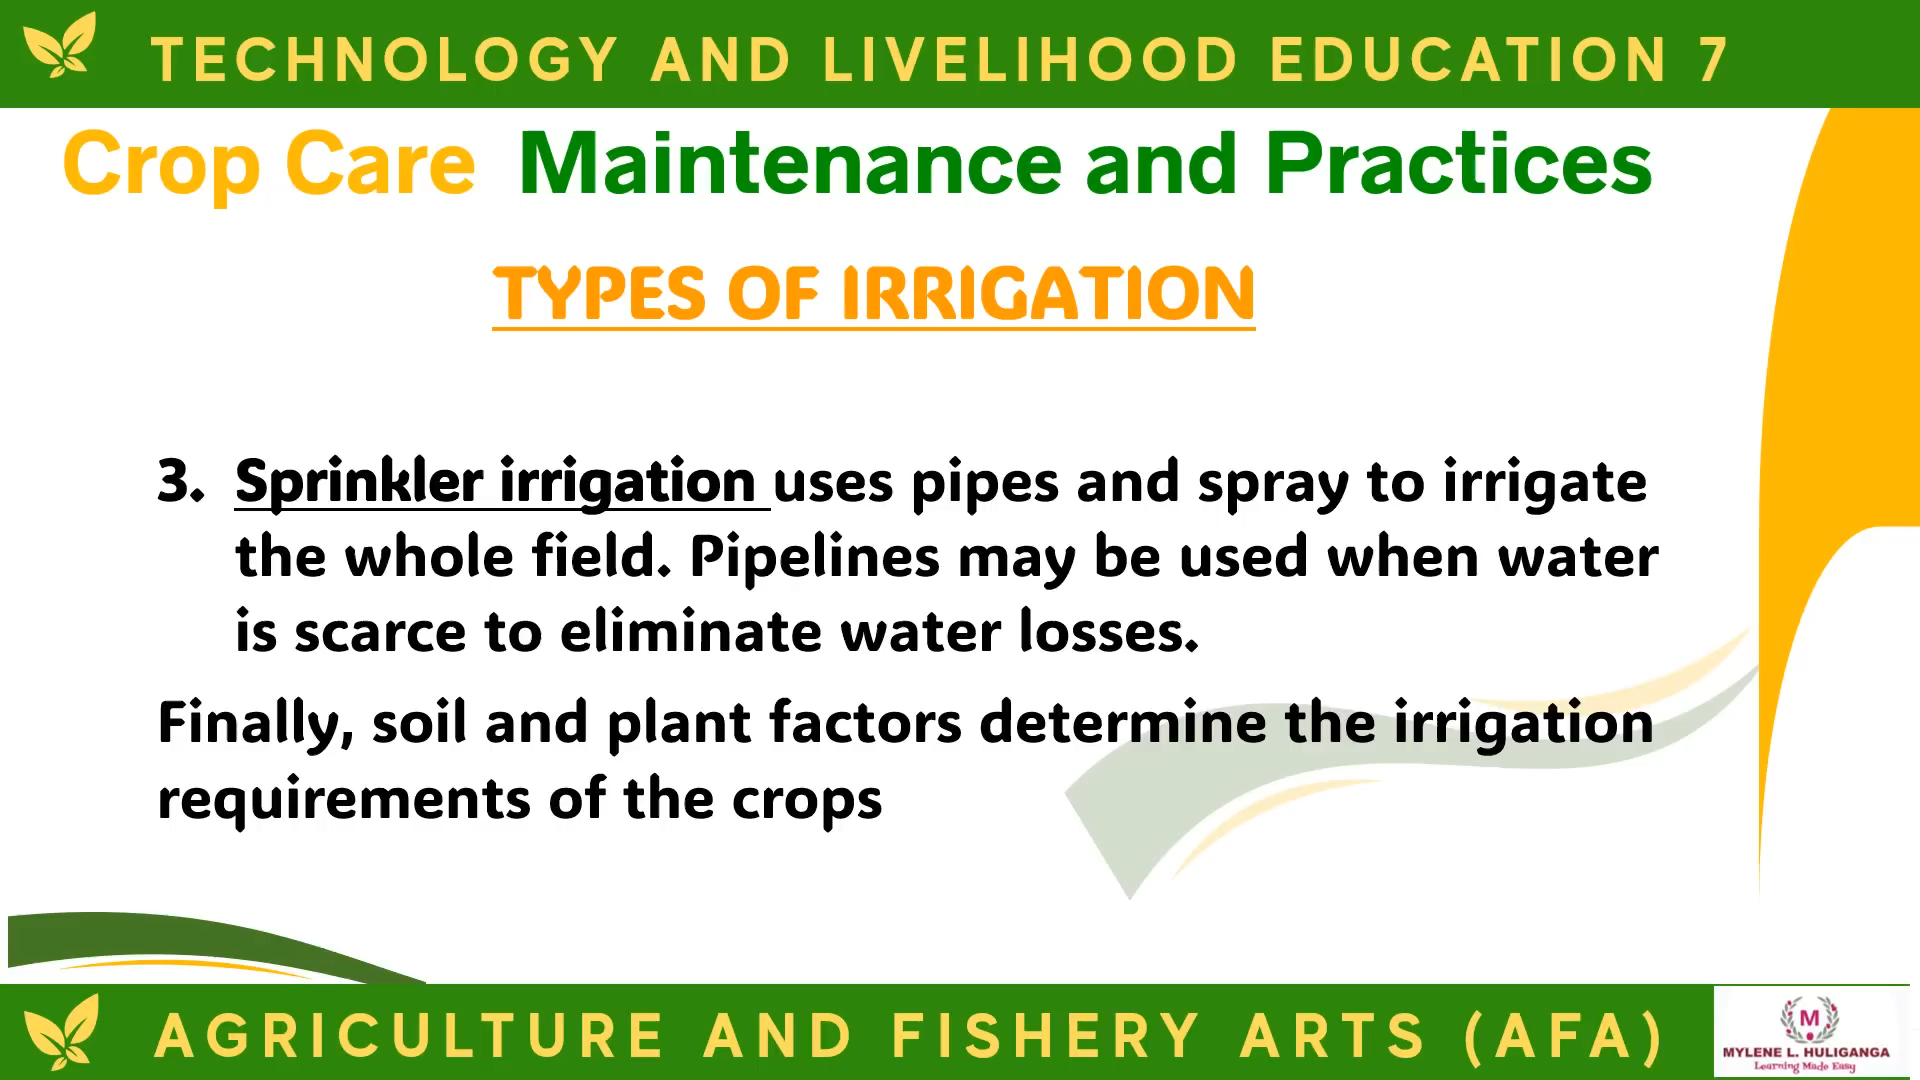 TECHNOLOGY AND LIVELIHOOD EDUCATION 7
Crop Care Maintenance and Practices
TYPES OF IRRIGATION
3. Sprinkler irrigation uses pipes and spray to irrigate
the whole field. Pipelines may be used when water
is scarce to eliminate water losses.
Finally, soil and plant factors determine the irrigation
requirements of the crops
AGRICULTURE AND FISHERY ARTS (AFA)
M
MYLENE L. HULIGANGA
Learning Made Easy